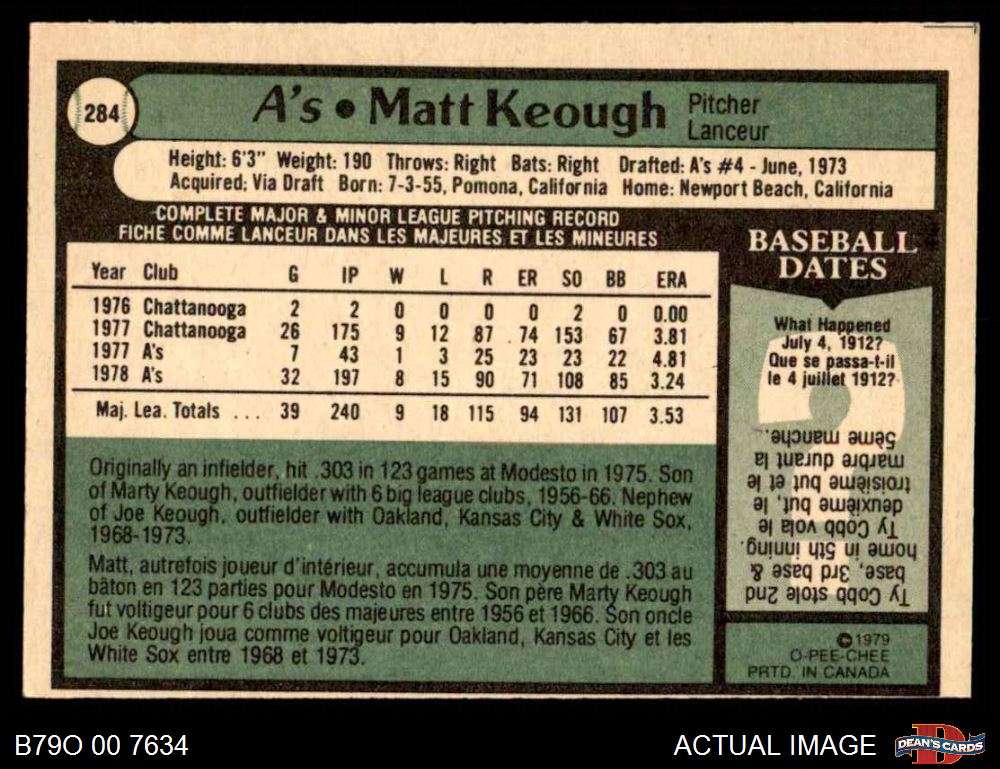 284
A's • Matt Keough Pitcher
Lanceur
Height: 6'3" Weight: 190 Throws: Right Bats: Right Drafted: A's #4 - June, 1973
Acquired: Via Draft Born: 7-3-55, Pomona, California Home: Newport Beach, California
COMPLETE MAJOR & MINOR LEAGUE PITCHING RECORD
FICHE COMME LANCEUR DANS LES MAJEURES ET LES MINEURES
Year Club G IP W L R ER SO BB ERA
1976 Chattanooga 2 2 0 0 0 0 2 0 0.00
1977 Chattanooga 26 175 9 12 87 74 153 67 3.81
1977 A's 7 43 1 3 25 23 23 22 4.81
1978 A's 32 197 8 15 90 71 108 85 3.24
Maj. Lea. Totals ... 39 240 9 18 115 94 131 107 3.53
Originally an infielder, hit .303 in 123 games at Modesto in 1975. Son
of Marty Keough, outfielder with 6 big league clubs, 1956-66. Nephew
of Joe Keough, outfielder with Oakland, Kansas City & White Sox,
1968-1973.
Matt, autrefois joueur d'intérieur, accumula une moyenne de .303 au
bâton en 123 parties pour Modesto en 1975. Son père Marty Keough
fut voltigeur pour 6 clubs des majeures entre 1956 et 1966. Son oncle
Joe Keough joua comme voltigeur pour Oakland, Kansas City et les
White Sox entre 1968 et 1973.
BASEBALL
DATES
What Happened
July 4, 1912?
Que se passa-t-il
le 4 juillet 1912?
Ty Cobb stole 2nd
base, 3rd base &
home in 5th inning.
Ty Cobb vola le
deuxième but, le
troisième but et le
marbre durant la
5ème manche.
©1979
O-PEE-CHEE
PRTD. IN CANADA
B79O 00 7634
ACTUAL IMAGE
DEAN'S CARDS